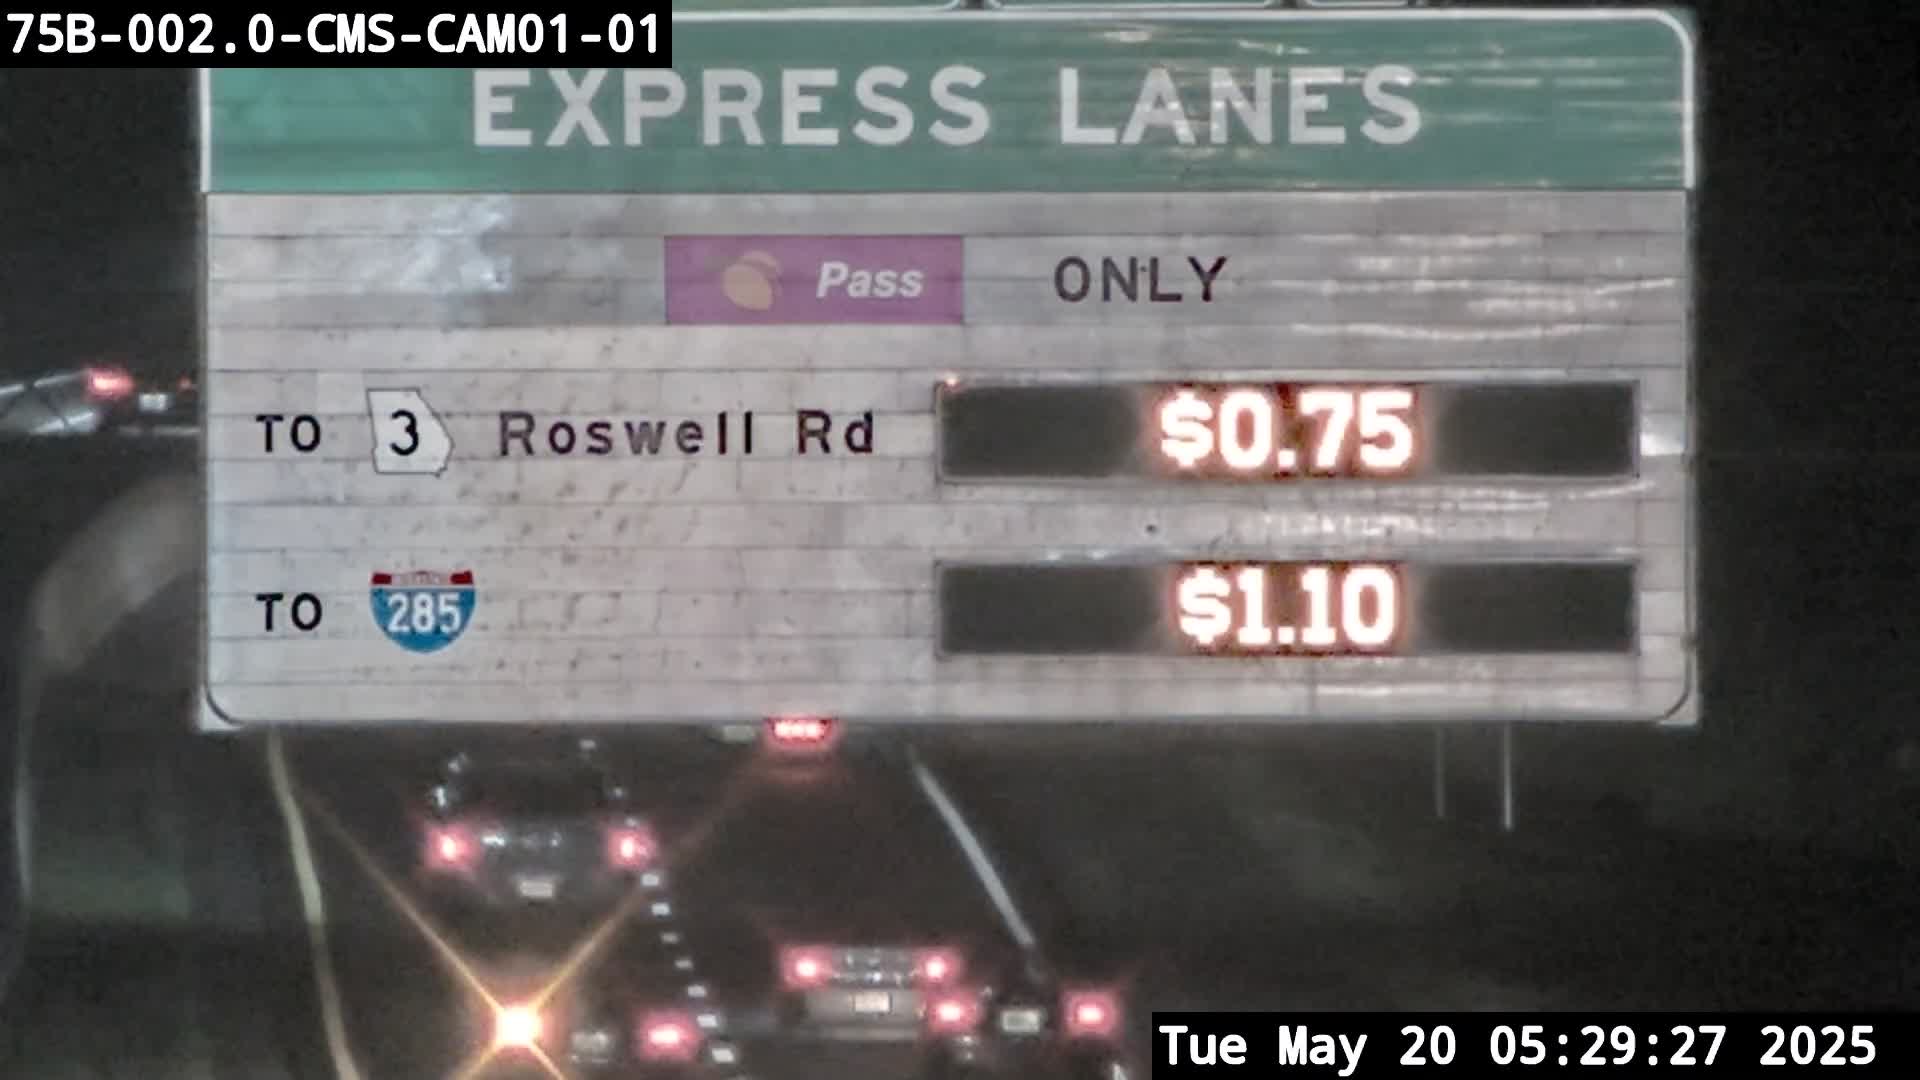 75B-002.0-CMS-CAM01-01
EXPRESS LANES
Pass ONLY
TO 3 Roswell Rd $0.75
TO 285 $1.10
Tue May 20 05:29:27 2025